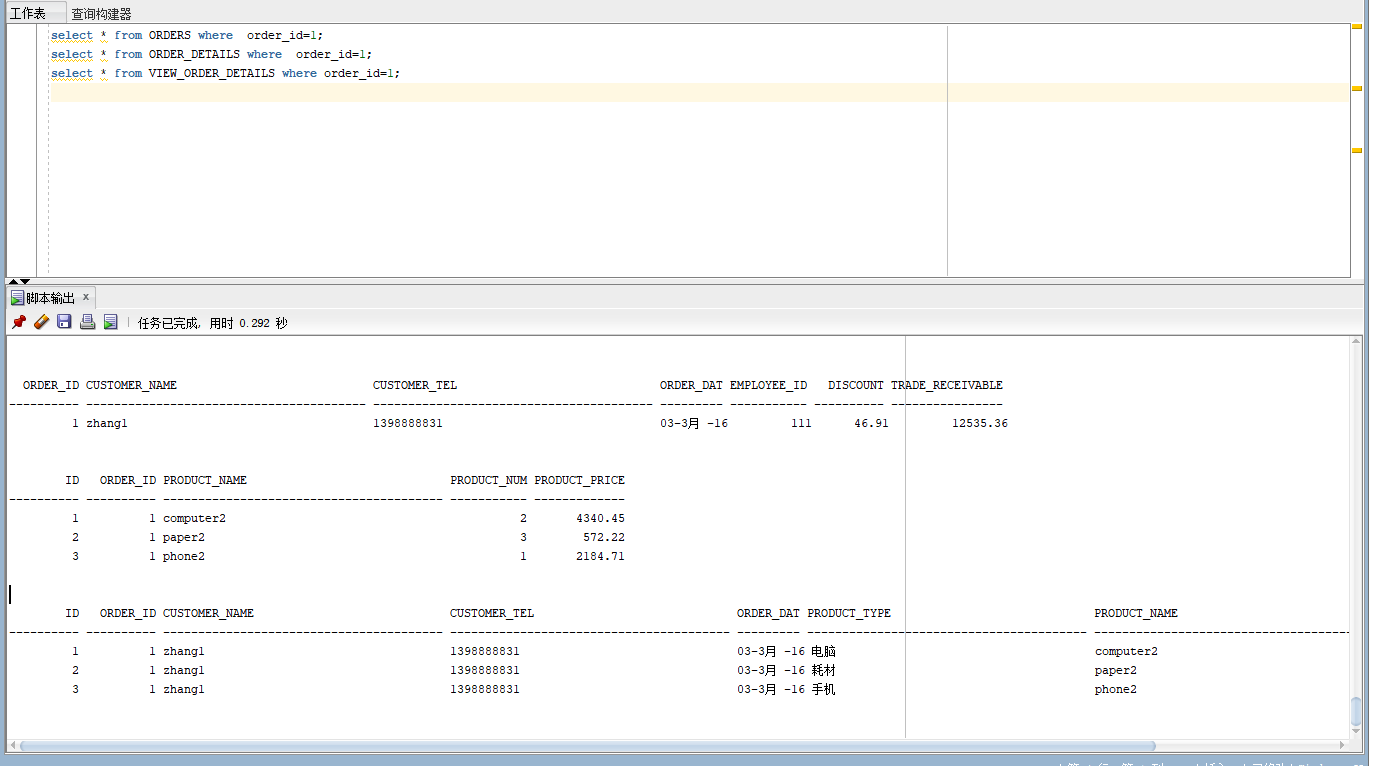 工作表 查询构建器
select * from ORDERS where  order_id=1;
select * from ORDER_DETAILS where  order_id=1;
select * from VIEW_ORDER_DETAILS where order_id=1;
脚本输出 x
任务已完成, 用时 0.292 秒
ORDER_ID CUSTOMER_NAME CUSTOMER_TEL ORDER_DAT EMPLOYEE_ID DISCOUNT TRADE_RECEIVABLE
---------- ---------------------------------------- ---------------------------------------- --------- ----------- ---------- ----------------
1 zhang1 1398888831 03-3月 -16 111 46.91 12535.36
ID ORDER_ID PRODUCT_NAME PRODUCT_NUM PRODUCT_PRICE
---------- ---------- ---------------------------------------- ----------- -------------
1 1 computer2 2 4340.45
2 1 paper2 3 572.22
3 1 phone2 1 2184.71
ID ORDER_ID CUSTOMER_NAME CUSTOMER_TEL ORDER_DAT PRODUCT_TYPE PRODUCT_NAME
---------- ---------- ---------------------------------------- ---------------------------------------- --------- ---------------------------------------- -------------------------------------
1 1 zhang1 1398888831 03-3月 -16 电脑 computer2
2 1 zhang1 1398888831 03-3月 -16 耗材 paper2
3 1 zhang1 1398888831 03-3月 -16 手机 phone2